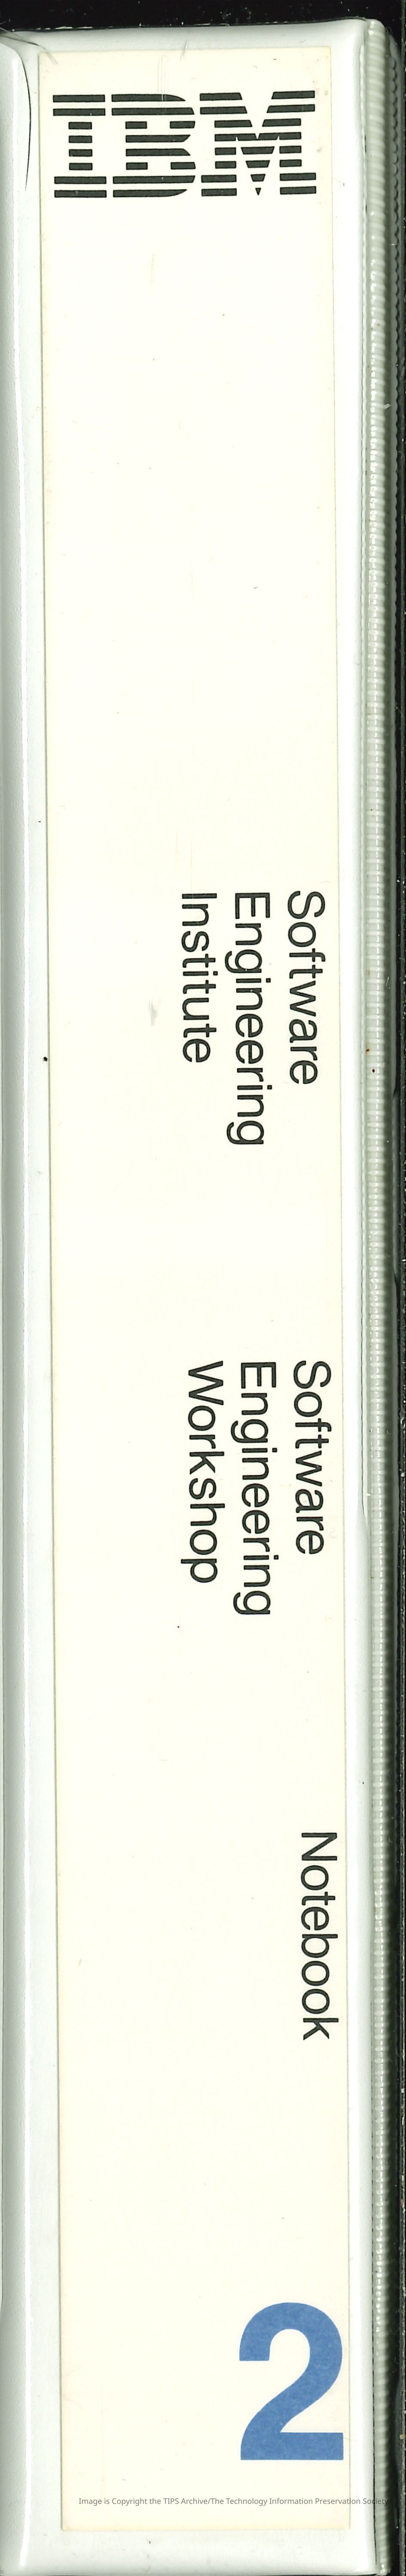 IBM
Software
Engineering
Institute
Software
Engineering
Workshop
Notebook
2
Image is Copyright the TIPS Archive/The Technology Information Preservation Society